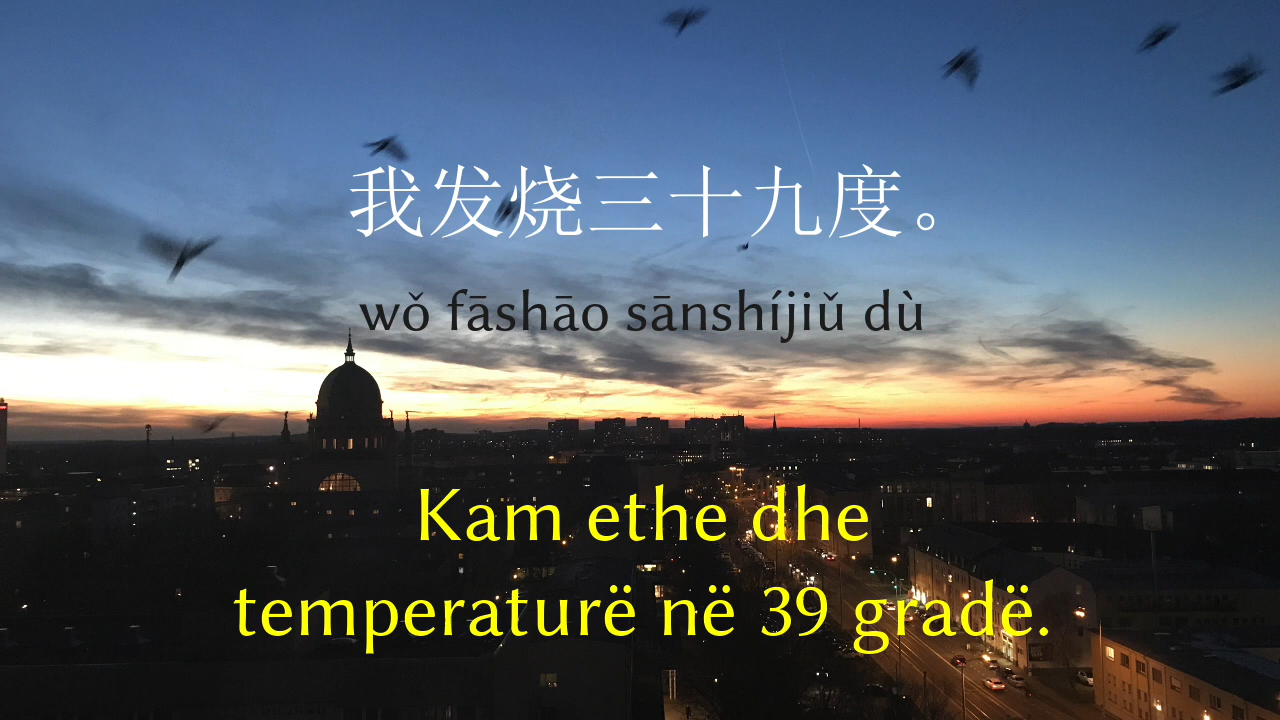 我发烧三十九度。
wǒ fāshāo sānshíjiǔ dù
Kam ethe dhe
temperaturë në 39 gradë.